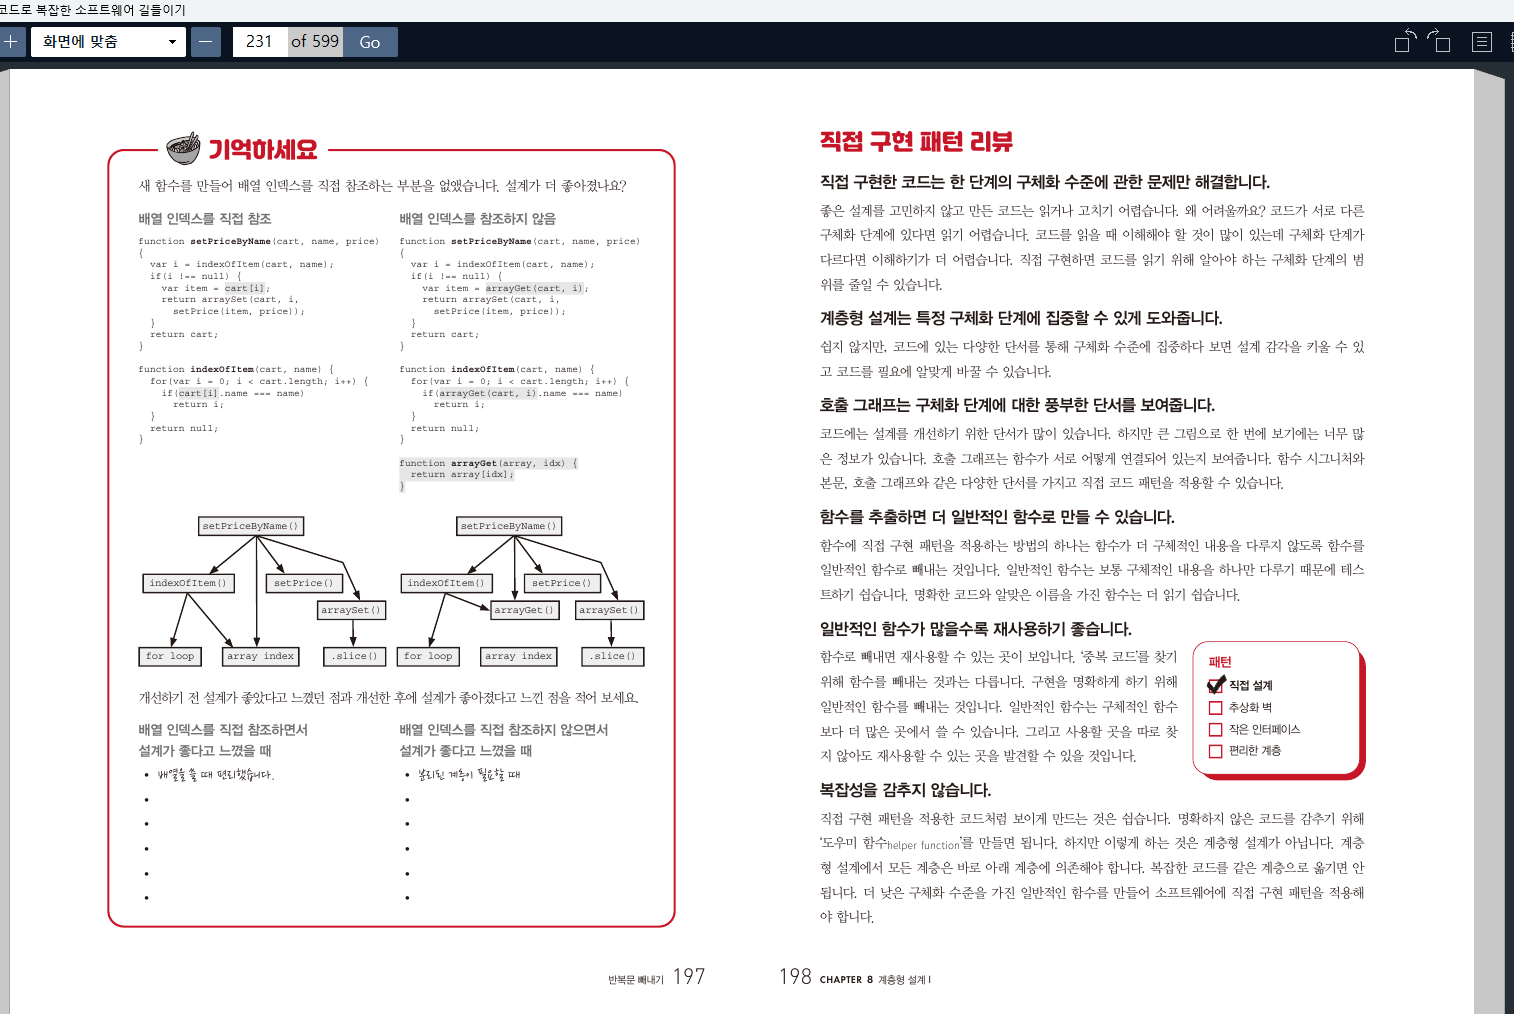 코드로 복잡한 소프트웨어 길들이기
화면에 맞춤
231 of 599 Go
기억하세요
새 함수를 만들어 배열 인덱스를 직접 참조하는 부분을 없앴습니다. 설계가 더 좋아졌나요?
배열 인덱스를 직접 참조
function setPriceByName(cart, name, price)
{
var i = indexOfItem(cart, name);
if(i !== null) {
var item = cart[i];
return arraySet(cart, i,
setPrice(item, price));
}
return cart;
}
function indexOfItem(cart, name) {
for(var i = 0; i < cart.length; i++) {
if(cart[i].name === name)
return i;
}
return null;
}
배열 인덱스를 참조하지 않음
function setPriceByName(cart, name, price)
{
var i = indexOfItem(cart, name);
if(i !== null) {
var item = arrayGet(cart, i);
return arraySet(cart, i,
setPrice(item, price));
}
return cart;
}
function indexOfItem(cart, name) {
for(var i = 0; i < cart.length; i++) {
if(arrayGet(cart, i).name === name)
return i;
}
return null;
}
function arrayGet(array, idx) {
return array[idx];
}
setPriceByName()
indexOfItem()
setPrice()
arraySet()
for loop
array index
.slice()
setPriceByName()
indexOfItem()
setPrice()
arrayGet()
arraySet()
for loop
array index
.slice()
개선하기 전 설계가 좋았다고 느꼈던 점과 개선한 후에 설계가 좋아졌다고 느낀 점을 적어 보세요.
배열 인덱스를 직접 참조하면서
설계가 좋다고 느꼈을 때
• 배열을 쓸 때 편리했습니다.
•
•
•
•
•
배열 인덱스를 직접 참조하지 않으면서
설계가 좋다고 느꼈을 때
• 분리된 계층이 필요할 때
•
•
•
•
•
반복문 빼내기 197
직접 구현 패턴 리뷰
직접 구현한 코드는 한 단계의 구체화 수준에 관한 문제만 해결합니다.
좋은 설계를 고민하지 않고 만든 코드는 읽거나 고치기 어렵습니다. 왜 어려울까요? 코드가 서로 다른
구체화 단계에 있다면 읽기 어렵습니다. 코드를 읽을 때 이해해야 할 것이 많이 있는데 구체화 단계가
다르다면 이해하기가 더 어렵습니다. 직접 구현하면 코드를 읽기 위해 알아야 하는 구체화 단계의 범
위를 줄일 수 있습니다.
계층형 설계는 특정 구체화 단계에 집중할 수 있게 도와줍니다.
쉽지 않지만, 코드에 있는 다양한 단서를 통해 구체화 수준에 집중하다 보면 설계 감각을 키울 수 있
고 코드를 필요에 알맞게 바꿀 수 있습니다.
호출 그래프는 구체화 단계에 대한 풍부한 단서를 보여줍니다.
코드에는 설계를 개선하기 위한 단서가 많이 있습니다. 하지만 큰 그림으로 한 번에 보기에는 너무 많
은 정보가 있습니다. 호출 그래프는 함수가 서로 어떻게 연결되어 있는지 보여줍니다. 함수 시그니처와
본문, 호출 그래프와 같은 다양한 단서를 가지고 직접 코드 패턴을 적용할 수 있습니다.
함수를 추출하면 더 일반적인 함수로 만들 수 있습니다.
함수에 직접 구현 패턴을 적용하는 방법의 하나는 함수가 더 구체적인 내용을 다루지 않도록 함수를
일반적인 함수로 빼내는 것입니다. 일반적인 함수는 보통 구체적인 내용을 하나만 다루기 때문에 테스
트하기 쉽습니다. 명확한 코드와 알맞은 이름을 가진 함수는 더 읽기 쉽습니다.
일반적인 함수가 많을수록 재사용하기 좋습니다.
함수로 빼내면 재사용할 수 있는 곳이 보입니다. '중복 코드'를 찾기
위해 함수를 빼내는 것과는 다릅니다. 구현을 명확하게 하기 위해
일반적인 함수를 빼내는 것입니다. 일반적인 함수는 구체적인 함수
보다 더 많은 곳에서 쓸 수 있습니다. 그리고 사용할 곳을 따로 찾
지 않아도 재사용할 수 있는 곳을 발견할 수 있을 것입니다.
패턴
직접 설계
추상화 벽
작은 인터페이스
편리한 계층
복잡성을 감추지 않습니다.
직접 구현 패턴을 적용한 코드처럼 보이게 만드는 것은 쉽습니다. 명확하지 않은 코드를 감추기 위해
'도우미 함수helper function'를 만들면 됩니다. 하지만 이렇게 하는 것은 계층형 설계가 아닙니다. 계층
형 설계에서 모든 계층은 바로 아래 계층에 의존해야 합니다. 복잡한 코드를 같은 계층으로 옮기면 안
됩니다. 더 낮은 구체화 수준을 가진 일반적인 함수를 만들어 소프트웨어에 직접 구현 패턴을 적용해
야 합니다.
198 CHAPTER 8 계층형 설계 I